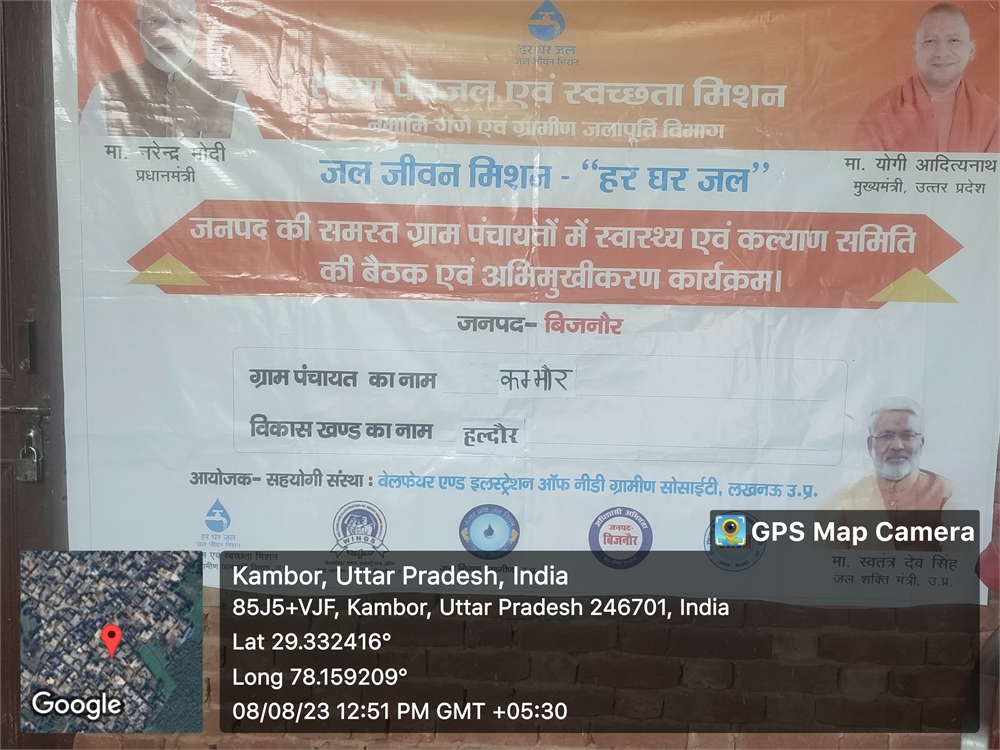 हर घर जल
जल जीवन मिशन
पेयजल एवं स्वच्छता मिशन
नमामि गंगे एवं ग्रामीण जलापूर्ति विभाग
मा. नरेन्द्र मोदी
प्रधानमंत्री
मा. योगी आदित्यनाथ
मुख्यमंत्री, उत्तर प्रदेश
जल जीवन मिशन - “हर घर जल”
जनपद की समस्त ग्राम पंचायतों में स्वास्थ्य एवं कल्याण समिति
की बैठक एवं अभिमुखीकरण कार्यक्रम।
जनपद- बिजनौर
ग्राम पंचायत का नाम कम्भौर
विकास खण्ड का नाम हल्दौर
आयोजक- सहयोगी संस्था : वेलफेयर एण्ड इलस्ट्रेशन ऑफ नीडी ग्रामीण सोसाईटी, लखनऊ उ.प्र.
हर घर जल
जल जीवन मिशन
WINGS
जनपद-
बिजनौर
मा. स्वतंत्र देव सिंह
जल शक्ति मंत्री, उ.प्र.
GPS Map Camera
Kambor, Uttar Pradesh, India
85J5+VJF, Kambor, Uttar Pradesh 246701, India
Lat 29.332416°
Long 78.159209°
08/08/23 12:51 PM GMT +05:30
Google